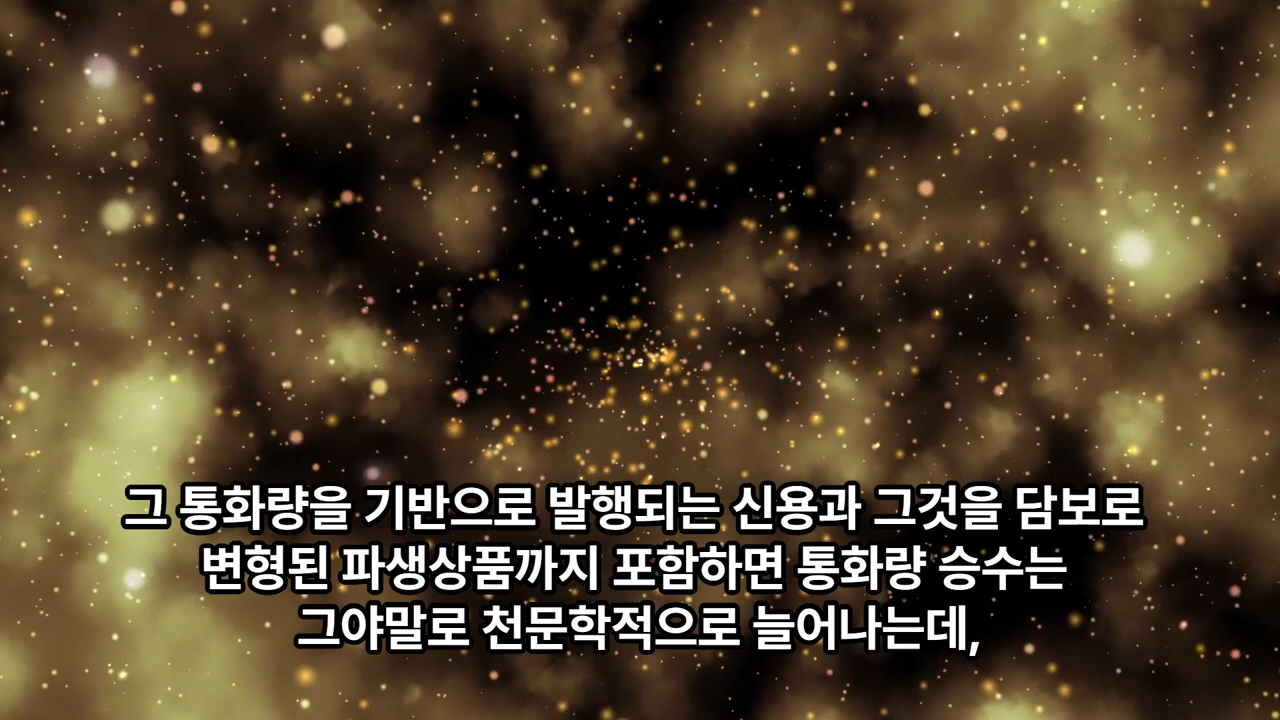 그 통화량을 기반으로 발행되는 신용과 그것을 담보로
변형된 파생상품까지 포함하면 통화량 승수는
그야말로 천문학적으로 늘어나는데,